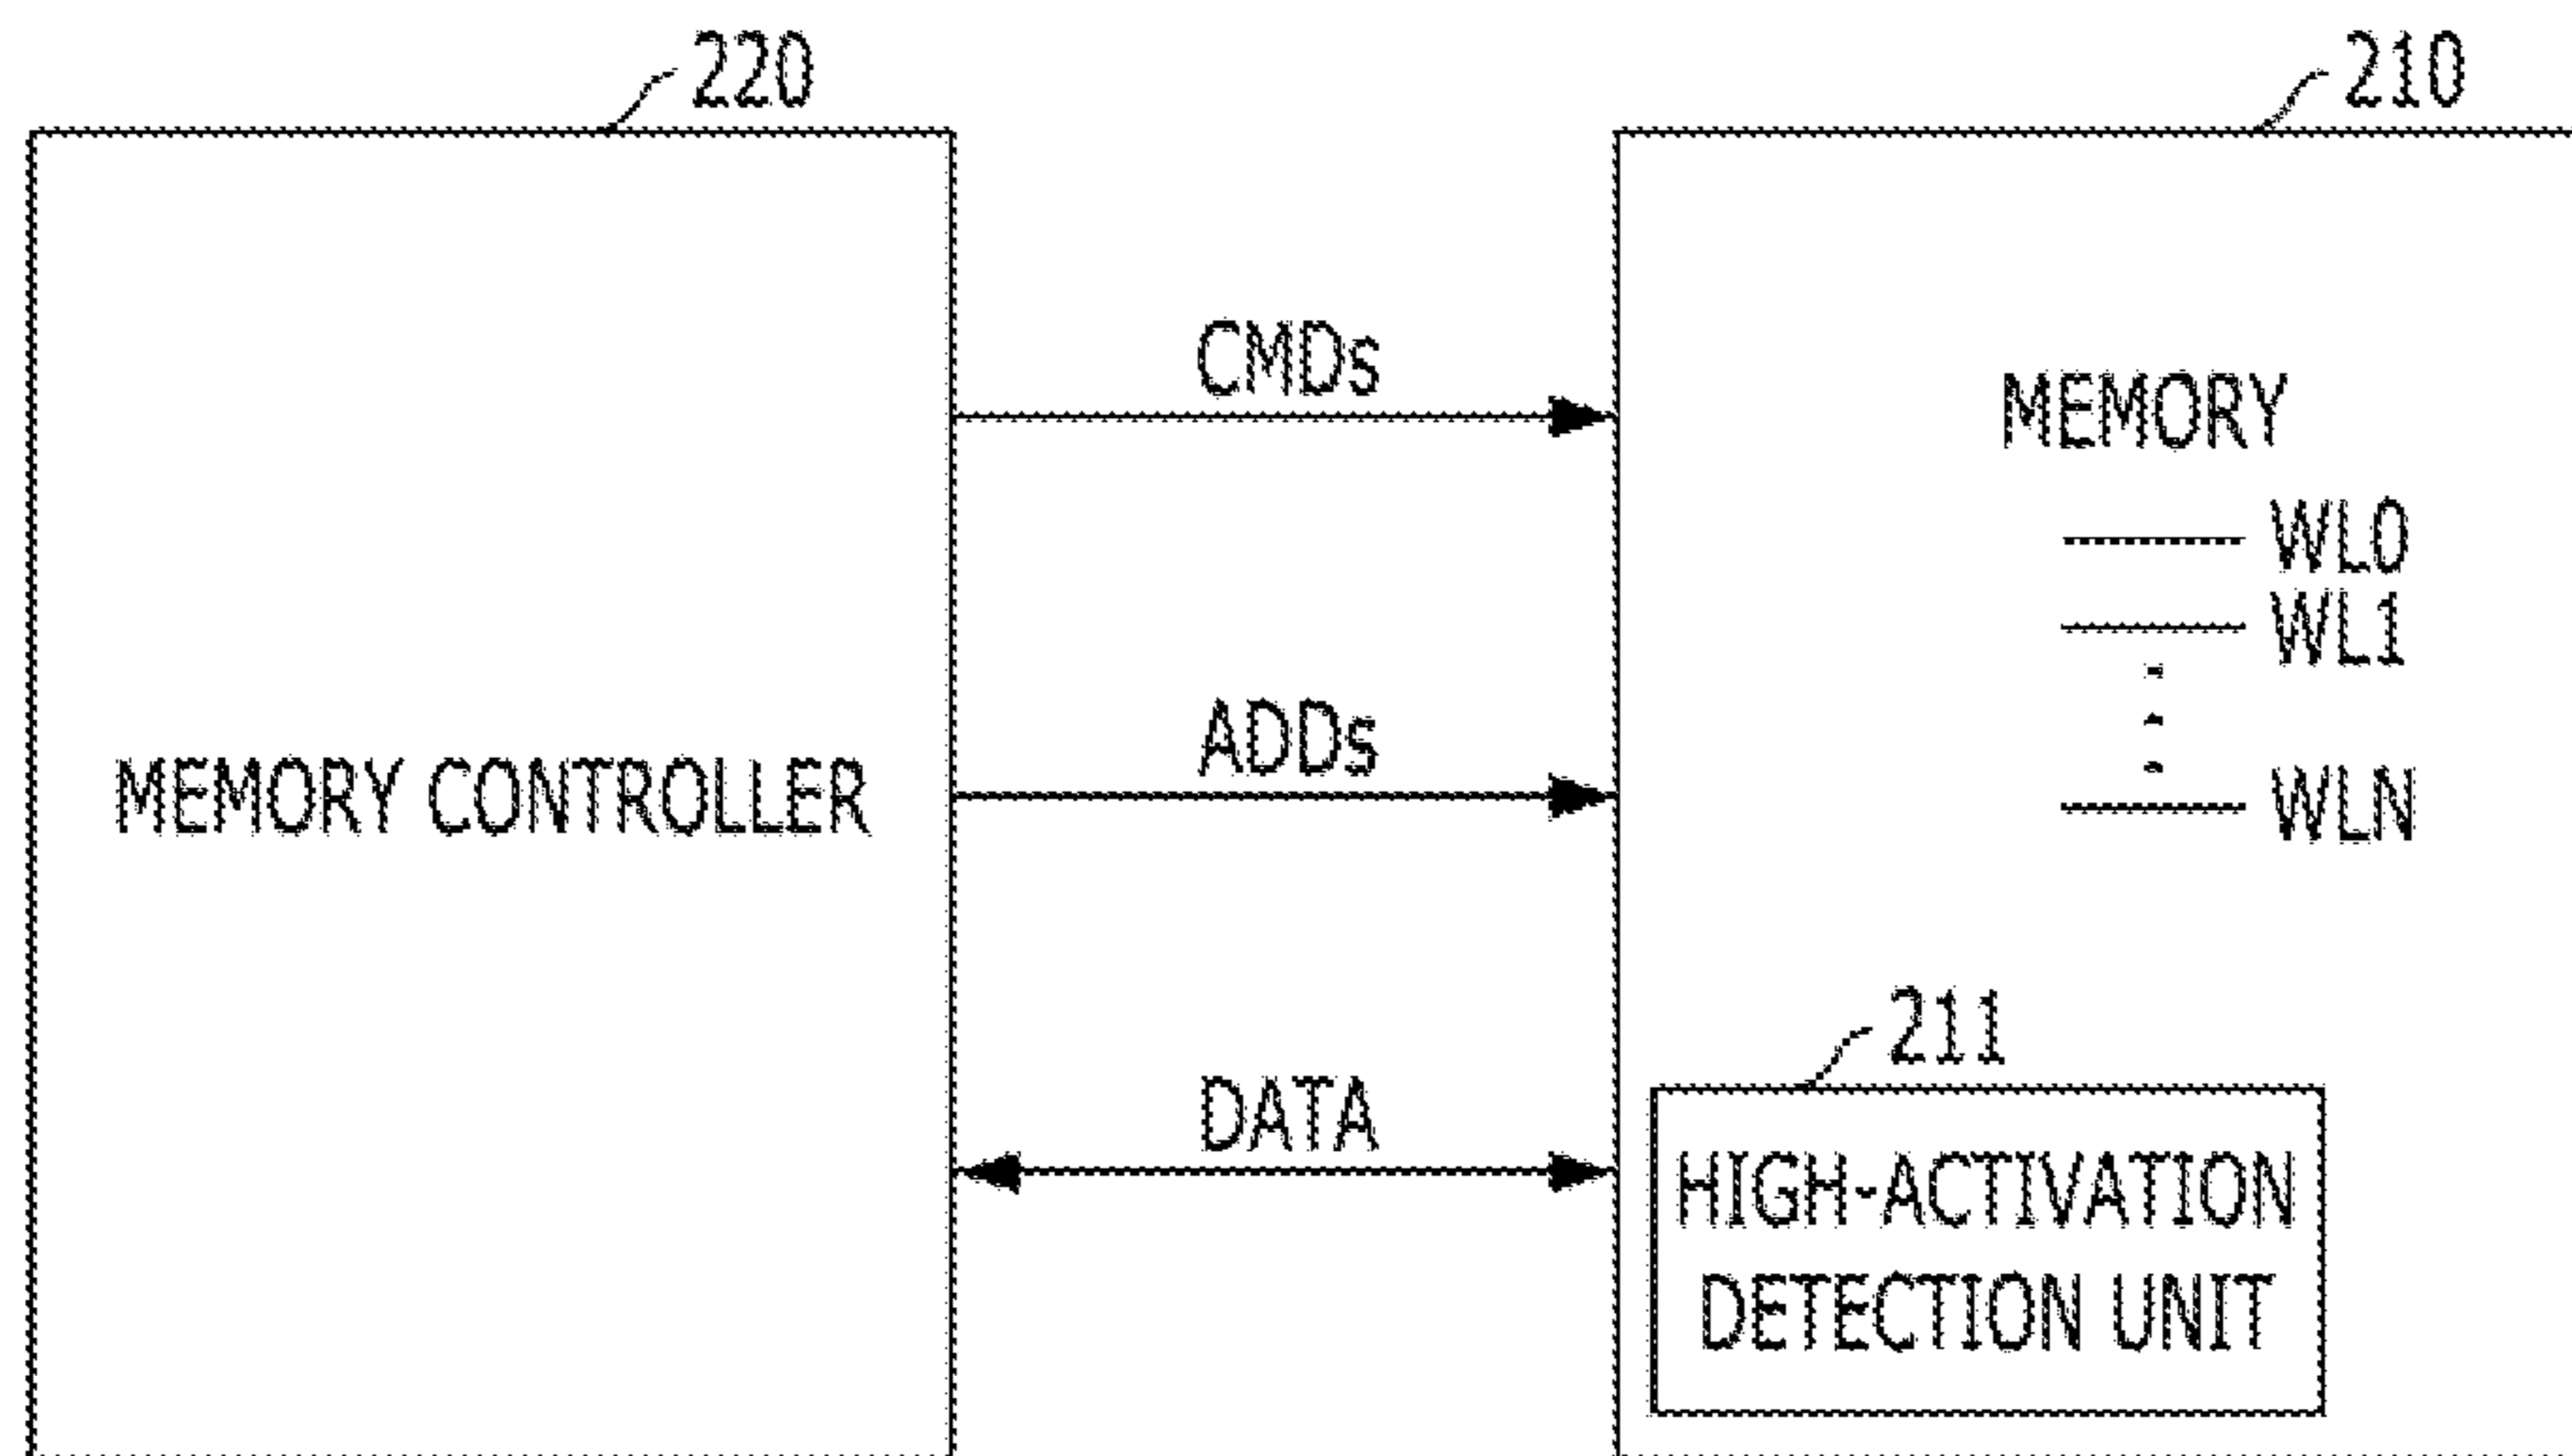 220
210
CMDs
MEMORY
WL0
WL1
ADDs
MEMORY CONTROLLER
WLN
211
DATA
HIGH-ACTIVATION
DETECTION UNIT